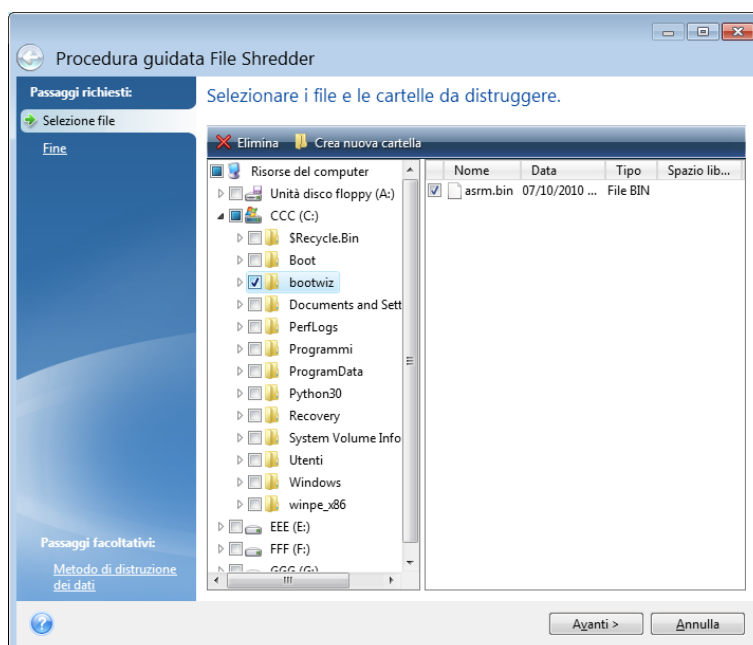 Procedura guidata File Shredder
Passaggi richiesti:
Selezione file
Fine
Selezionare i file e le cartelle da distruggere.
Elimina
Crea nuova cartella
Risorse del computer
Unità disco floppy (A:)
CCC (C:)
$Recycle.Bin
Boot
bootwiz
Documents and Sett
PerfLogs
Programmi
ProgramData
Python30
Recovery
System Volume Info
Utenti
Windows
winpe_x86
EEE (E:)
FFF (F:)
GGG (G:)
Nome Data Tipo Spazio lib...
asrm.bin 07/10/2010 ... File BIN
Passaggi facoltativi:
Metodo di distruzione
dei dati
Avanti >
Annulla